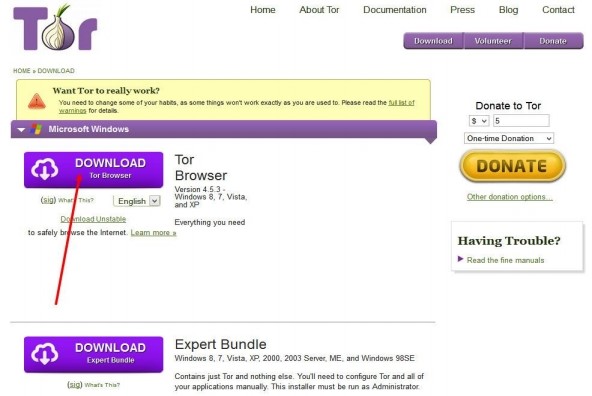 Tor
Home About Tor Documentation Press Blog Contact
Download Volunteer Donate
HOME » DOWNLOAD
Want Tor to really work?
You need to change some of your habits, as some things won't work exactly as you are used to. Please read the full list of
warnings for details.
Microsoft Windows
DOWNLOAD
Tor Browser
(sig) What's This?
English
Download Unstable
Tor
Browser
Version 4.5.3 -
Windows 8, 7, Vista,
and XP
Everything you need
to safely browse the Internet. Learn more »
Donate to Tor
$ 5
One-time Donation
DONATE
Other donation options...
Having Trouble?
Read the fine manuals
DOWNLOAD
Expert Bundle
(sig) What's This?
Expert Bundle
Windows 8, 7, Vista, XP, 2000, 2003 Server, ME, and Windows 98SE
Contains just Tor and nothing else. You'll need to configure Tor and all of
your applications manually. This installer must be run as Administrator.